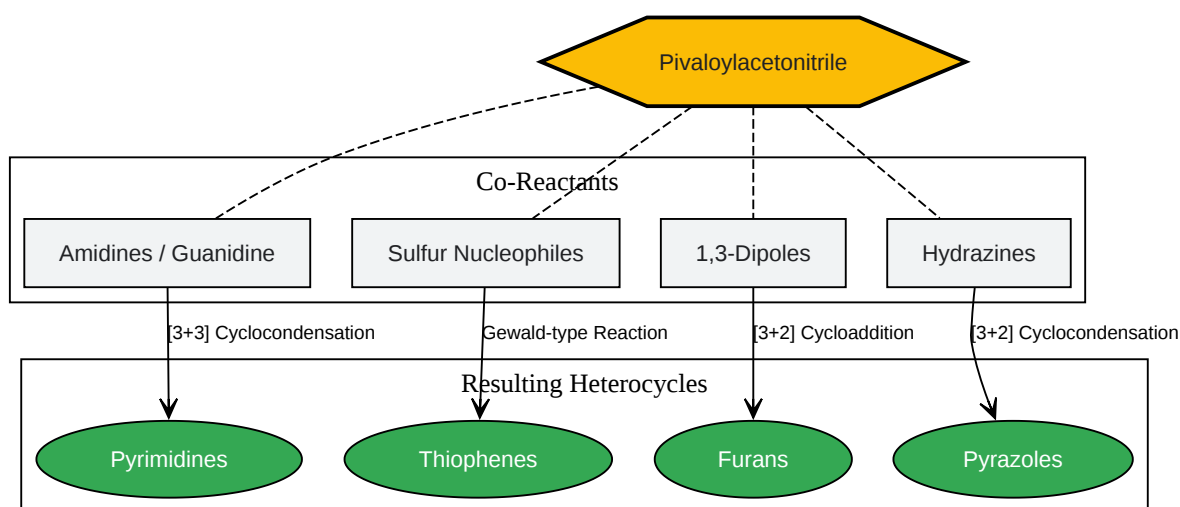 Pivaloylacetonitrile
Co-Reactants
Amidines / Guanidine
Sulfur Nucleophiles
1,3-Dipoles
Hydrazines
[3+3] Cyclocondensation
Gewald-type Reaction
[3+2] Cycloaddition
[3+2] Cyclocondensation
Resulting Heterocycles
Pyrimidines
Thiophenes
Furans
Pyrazoles